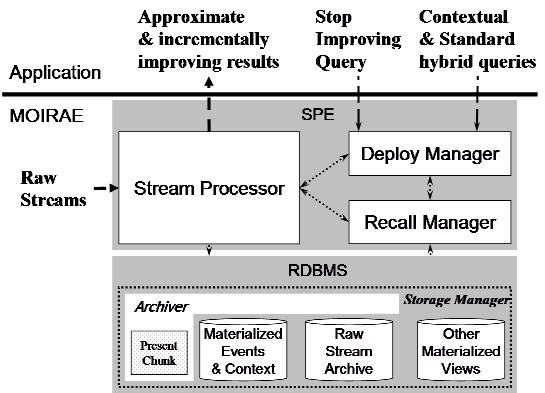 Approximate
& incrementally
improving results
Stop
Improving
Query
Contextual
& Standard
hybrid queries
Application
MOIRAE
SPE
Raw
Streams
Stream Processor
Deploy Manager
Recall Manager
RDBMS
Archiver
Storage Manager
Present
Chunk
Materialized
Events
& Context
Raw
Stream
Archive
Other
Materialized
Views